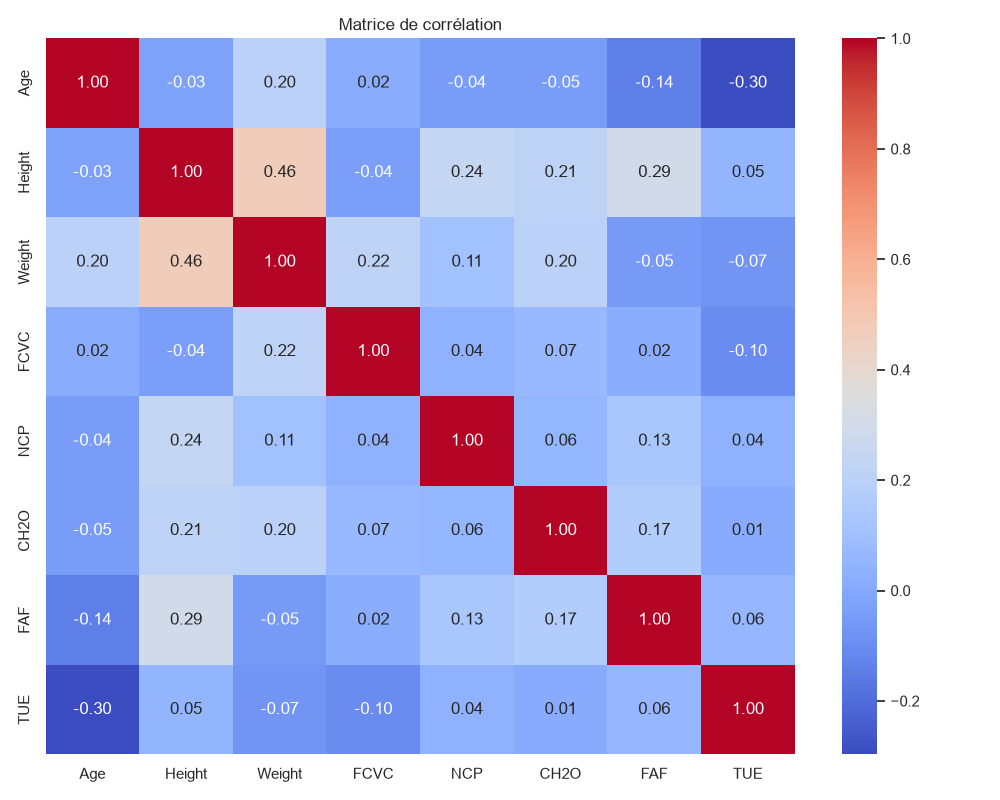 Matrice de corrélation
Age 1.00 -0.03 0.20 0.02 -0.04 -0.05 -0.14 -0.30
Height -0.03 1.00 0.46 -0.04 0.24 0.21 0.29 0.05
Weight 0.20 0.46 1.00 0.22 0.11 0.20 -0.05 -0.07
FCVC 0.02 -0.04 0.22 1.00 0.04 0.07 0.02 -0.10
NCP -0.04 0.24 0.11 0.04 1.00 0.06 0.13 0.04
CH2O -0.05 0.21 0.20 0.07 0.06 1.00 0.17 0.01
FAF -0.14 0.29 -0.05 0.02 0.13 0.17 1.00 0.06
TUE -0.30 0.05 -0.07 -0.10 0.04 0.01 0.06 1.00
Age Height Weight FCVC NCP CH2O FAF TUE
1.0
0.8
0.6
0.4
0.2
0.0
−0.2